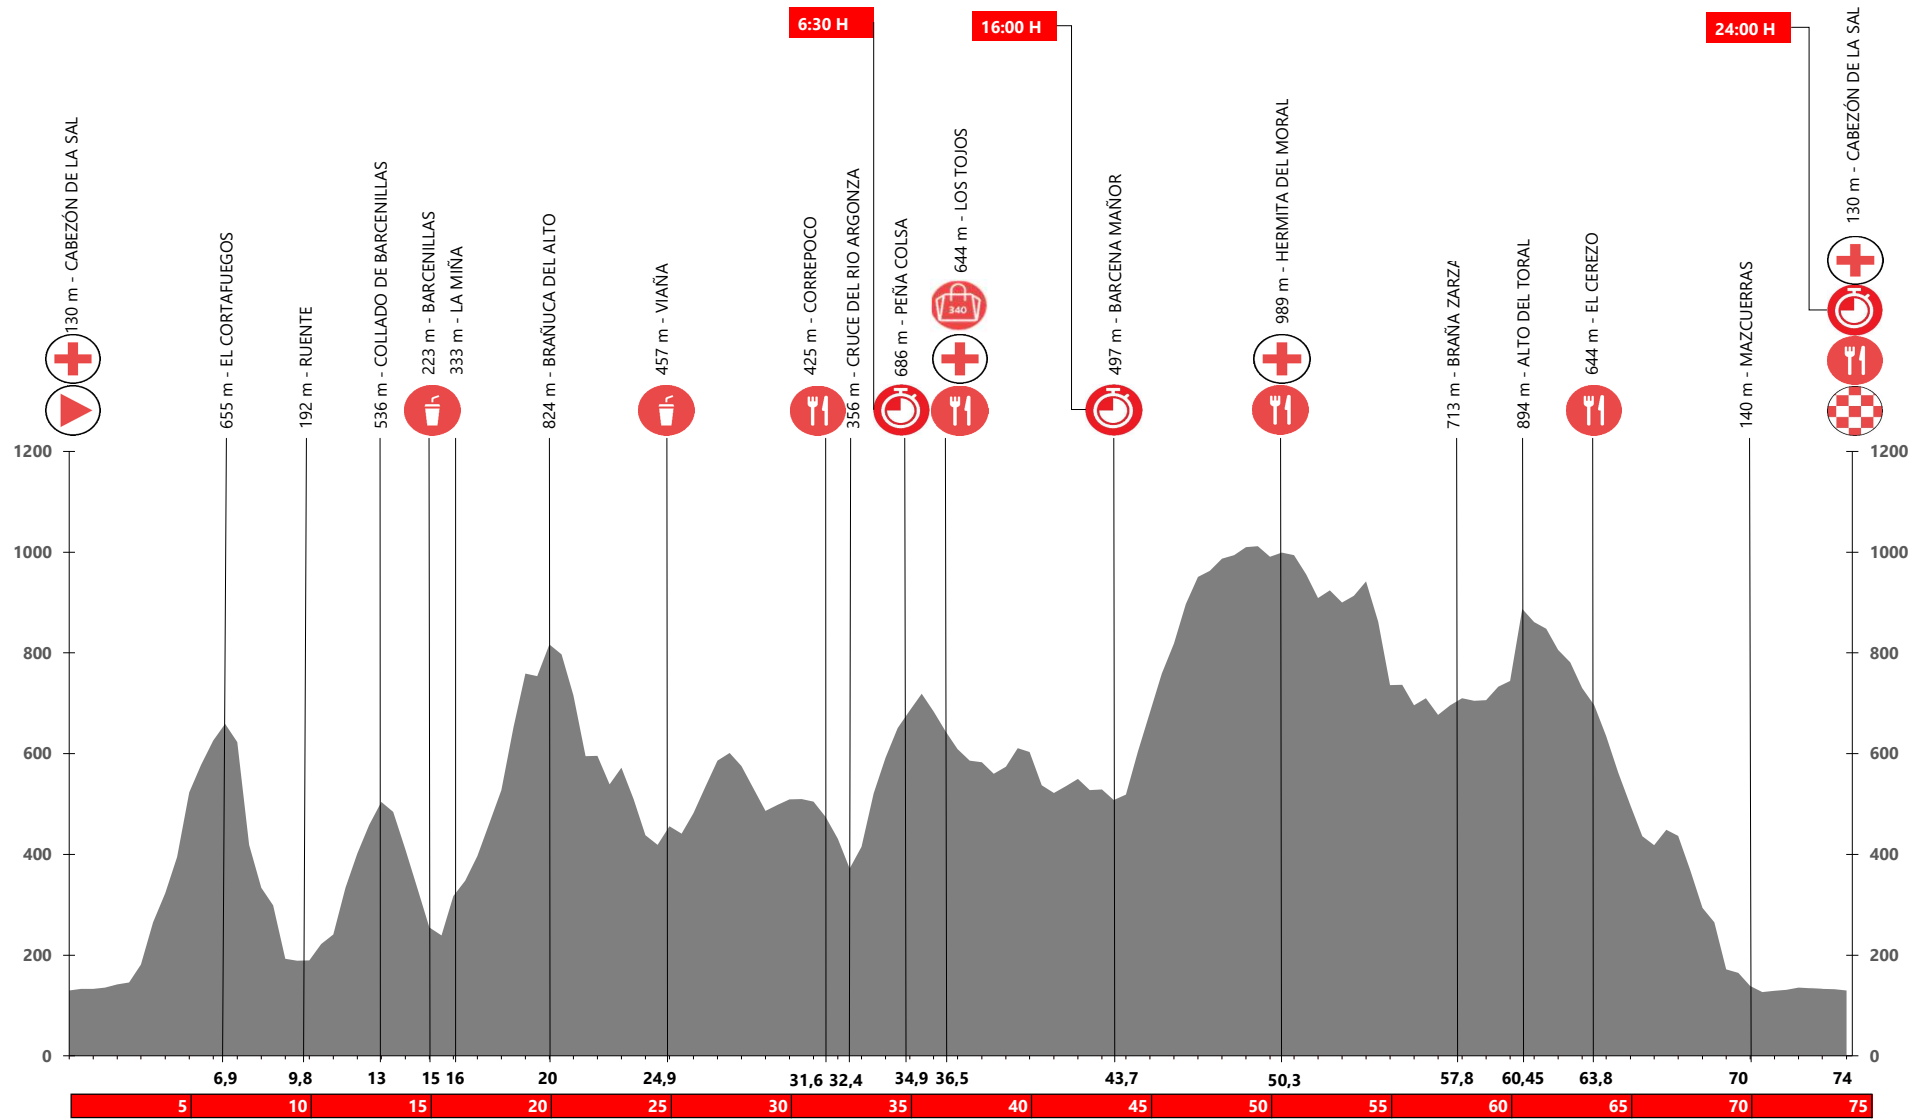 6:30 H
16:00 H
24:00 H
130 m - CABEZÓN DE LA SAL
655 m - EL CORTAFUEGOS
192 m - RUENTE
536 m - COLLADO DE BARCENILLAS
223 m - BARCENILLAS
333 m - LA MIÑA
824 m - BRAÑUCA DEL ALTO
457 m - VIAÑA
425 m - CORREPOCO
356 m - CRUCE DEL RIO ARGONZA
686 m - PEÑA COLSA
644 m - LOS TOJOS
340
497 m - BARCENA MAÑOR
989 m - HERMITA DEL MORAL
713 m - BRAÑA ZARZA
894 m - ALTO DEL TORAL
644 m - EL CEREZO
140 m - MAZCUERRAS
130 m - CABEZÓN DE LA SAL
1200 1200
1000 1000
800 800
600 600
400 400
200 200
0 0
6,9 9,8 13 15 16 20 24,9 31,6 32,4 34,9 36,5 43,7 50,3 57,8 60,45 63,8 70 74
5 10 15 20 25 30 35 40 45 50 55 60 65 70 75